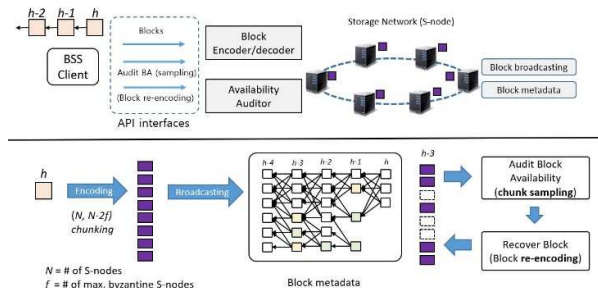 h-2 h-1 h
BSS
Client
Blocks
Audit BA (sampling)
(Block re-encoding)
API interfaces
Block
Encoder/decoder
Availability
Auditor
Storage Network (S-node)
Block broadcasting
Block metadata
h
Encoding
(N, N-2f)
chunking
Broadcasting
h-4 h-3 h-2 h-1 h
Block metadata
h-3
Audit Block
Availability
(chunk sampling)
Recover Block
(Block re-encoding)
N = # of S-nodes
f = # of max. byzantine S-nodes